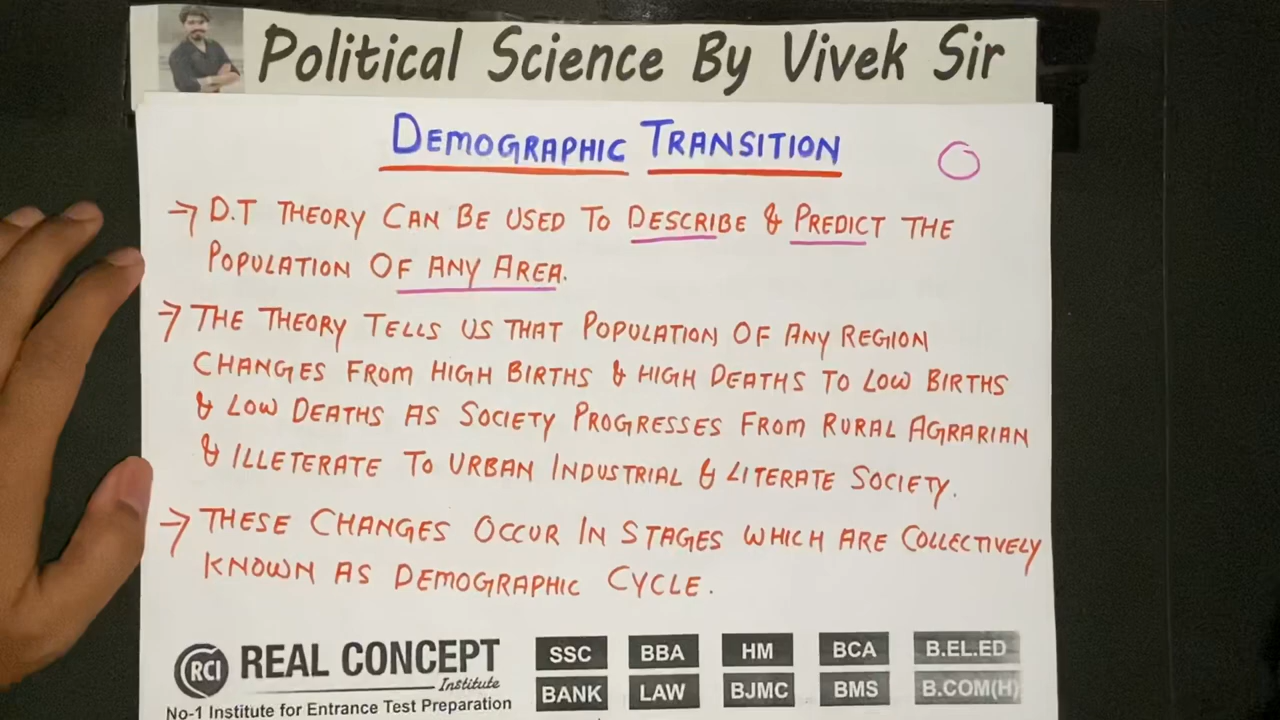 Political Science By Vivek Sir
DEMOGRAPHIC TRANSITION
→ D.T THEORY CAN BE USED TO DESCRIBE & PREDICT THE
POPULATION OF ANY AREA.
→ THE THEORY TELLS US THAT POPULATION OF ANY REGION
CHANGES FROM HIGH BIRTHS & HIGH DEATHS TO LOW BIRTHS
& LOW DEATHS AS SOCIETY PROGRESSES FROM RURAL AGRARIAN
& ILLETERATE TO URBAN INDUSTRIAL & LITERATE SOCIETY.
→ THESE CHANGES OCCUR IN STAGES WHICH ARE COLLECTIVELY
KNOWN AS DEMOGRAPHIC CYCLE.
RCI REAL CONCEPT
Institute
No-1 Institute for Entrance Test Preparation
SSC BBA HM BCA B.EL.ED
BANK LAW BJMC BMS B.COM(H)